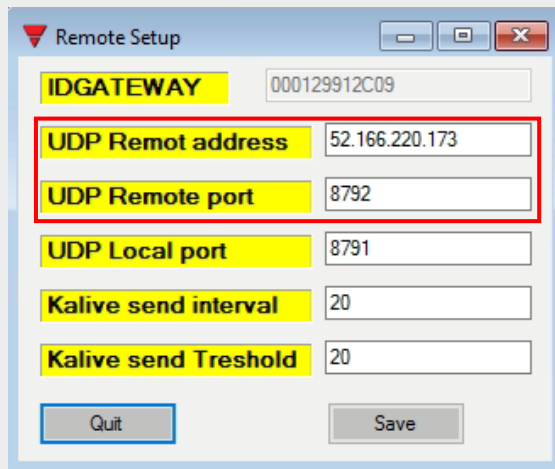 Remote Setup
IDGATEWAY 000129912C09
UDP Remot address 52.166.220.173
UDP Remote port 8792
UDP Local port 8791
Kalive send interval 20
Kalive send Treshold 20
Quit Save